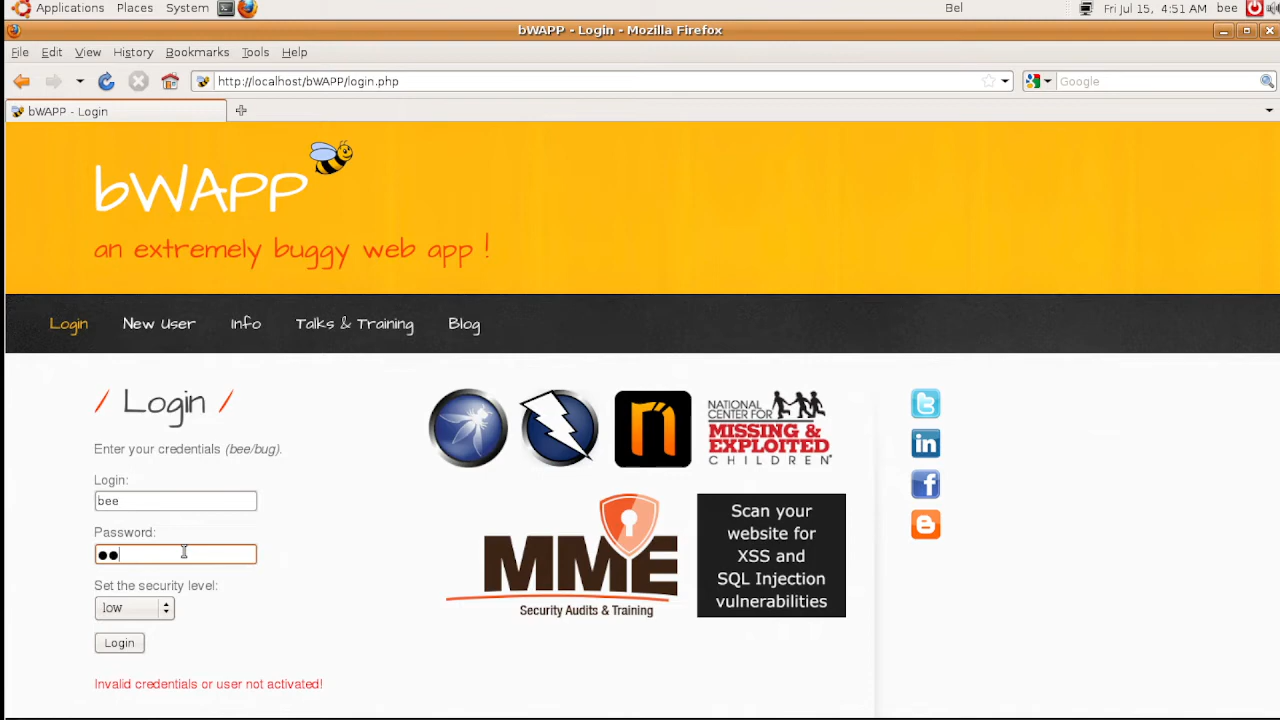 Applications Places System Bel Fri Jul 15, 4:51 AM bee
bWAPP - Login - Mozilla Firefox
File Edit View History Bookmarks Tools Help
http://localhost/bWAPP/login.php Google
bWAPP - Login
bWAPP
an extremely buggy web app !
Login New User Info Talks & Training Blog
/ Login /
Enter your credentials (bee/bug).
Login:
bee
Password:
●●
Set the security level:
low
Login
Invalid credentials or user not activated!
n
NATIONAL
CENTER FOR
MISSING &
EXPLOITED
CHILDREN®
MME
Security Audits & Training
Scan your
website for
XSS and
SQL Injection
vulnerabilities
t
in
f
B